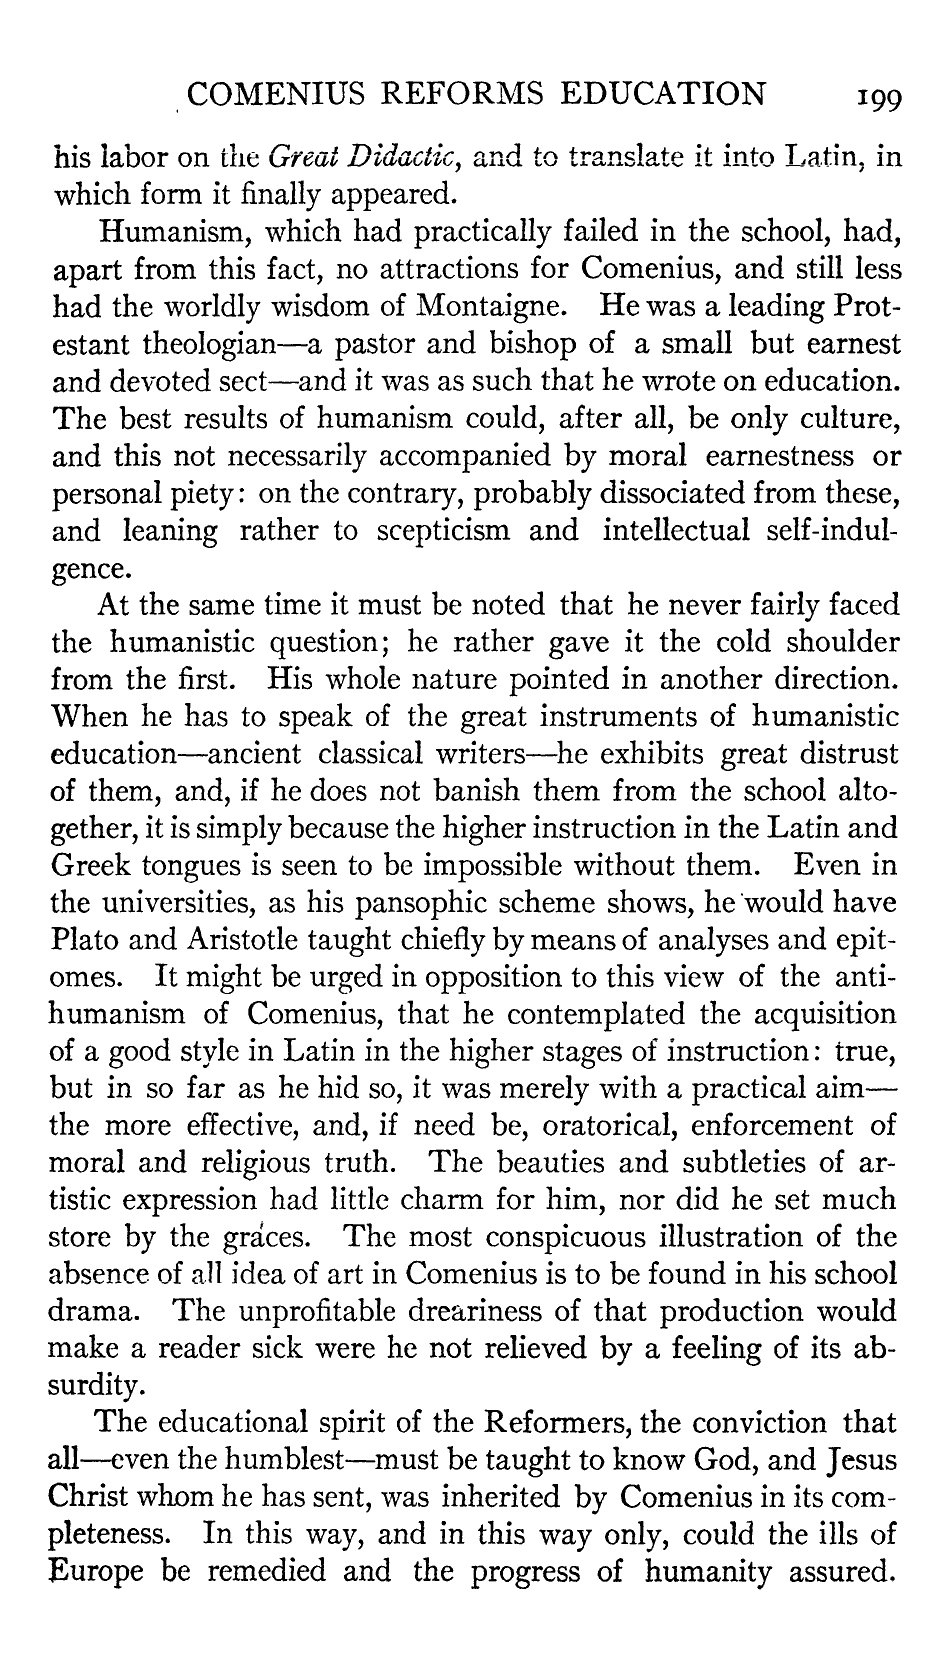 COMENIUS REFORMS EDUCATION 199
his labor on the Great Didactic, and to translate it into Latin, in
which form it finally appeared.
Humanism, which had practically failed in the school, had,
apart from this fact, no attractions for Comenius, and still less
had the worldly wisdom of Montaigne. He was a leading Prot-
estant theologian—a pastor and bishop of a small but earnest
and devoted sect—and it was as such that he wrote on education.
The best results of humanism could, after all, be only culture,
and this not necessarily accompanied by moral earnestness or
personal piety: on the contrary, probably dissociated from these,
and leaning rather to scepticism and intellectual self-indul-
gence.
At the same time it must be noted that he never fairly faced
the humanistic question; he rather gave it the cold shoulder
from the first. His whole nature pointed in another direction.
When he has to speak of the great instruments of humanistic
education—ancient classical writers—he exhibits great distrust
of them, and, if he does not banish them from the school alto-
gether, it is simply because the higher instruction in the Latin and
Greek tongues is seen to be impossible without them. Even in
the universities, as his pansophic scheme shows, he would have
Plato and Aristotle taught chiefly by means of analyses and epit-
omes. It might be urged in opposition to this view of the anti-
humanism of Comenius, that he contemplated the acquisition
of a good style in Latin in the higher stages of instruction: true,
but in so far as he hid so, it was merely with a practical aim—
the more effective, and, if need be, oratorical, enforcement of
moral and religious truth. The beauties and subtleties of ar-
tistic expression had little charm for him, nor did he set much
store by the graces. The most conspicuous illustration of the
absence of all idea of art in Comenius is to be found in his school
drama. The unprofitable dreariness of that production would
make a reader sick were he not relieved by a feeling of its ab-
surdity.
The educational spirit of the Reformers, the conviction that
all—even the humblest—must be taught to know God, and Jesus
Christ whom he has sent, was inherited by Comenius in its com-
pleteness. In this way, and in this way only, could the ills of
Europe be remedied and the progress of humanity assured.